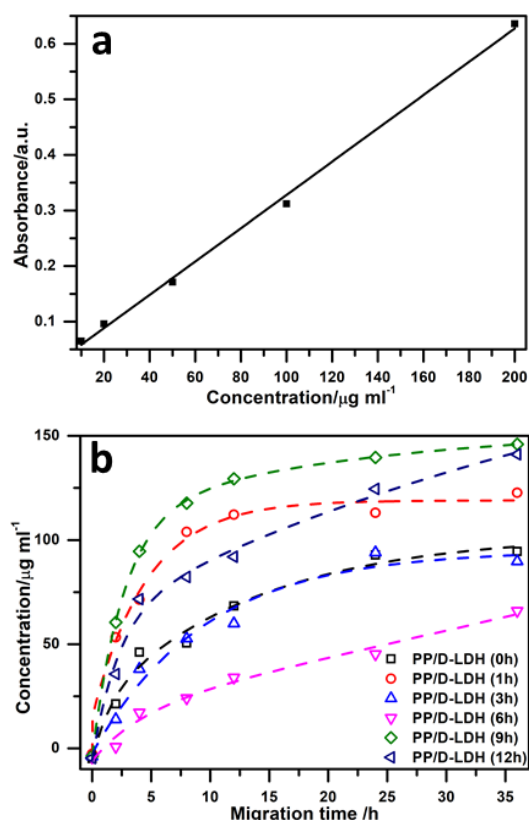 a
0.6
0.5
0.4
0.3
0.2
0.1
Absorbance/a.u.
20 40 60 80 100 120 140 160 180 200
Concentration/μg ml⁻¹
b
150
100
50
0
Concentration/μg ml⁻¹
PP/D-LDH (0h)
PP/D-LDH (1h)
PP/D-LDH (3h)
PP/D-LDH (6h)
PP/D-LDH (9h)
PP/D-LDH (12h)
0 5 10 15 20 25 30 35
Migration time /h